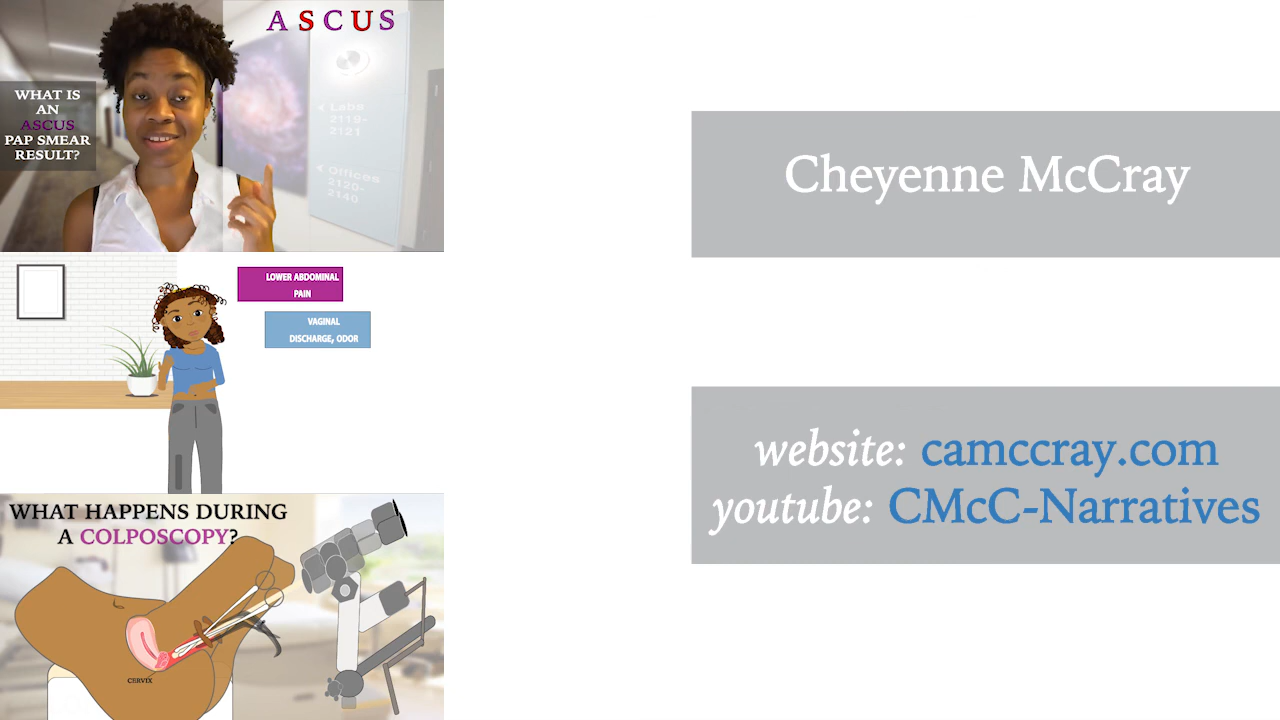 A S C U S
WHAT IS
AN
ASCUS
PAP SMEAR
RESULT?
Labs
2119-
2121
Offices
2120-
2140
LOWER ABDOMINAL
PAIN
VAGINAL
DISCHARGE, ODOR
WHAT HAPPENS DURING
A COLPOSCOPY?
CERVIX
Cheyenne McCray
website: camccray.com
youtube: CMcC-Narratives